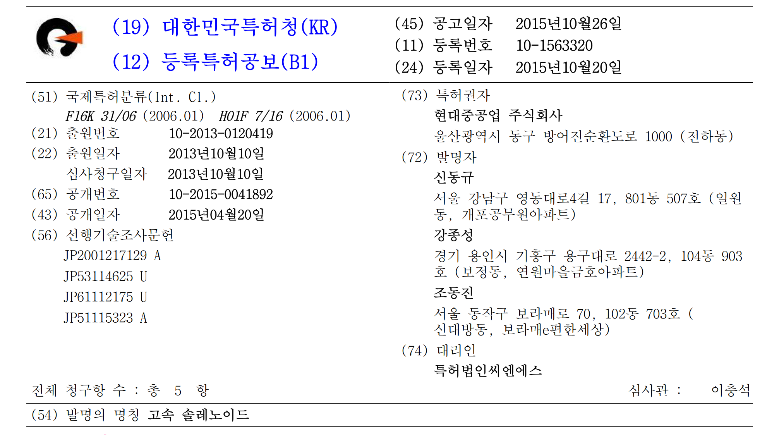 (19) 대한민국특허청(KR)
(12) 등록특허공보(B1)
(45) 공고일자 2015년10월26일
(11) 등록번호 10-1563320
(24) 등록일자 2015년10월20일
(51) 국제특허분류(Int. Cl.)
F16K 31/06 (2006.01) H01F 7/16 (2006.01)
(21) 출원번호 10-2013-0120419
(22) 출원일자 2013년10월10일
심사청구일자 2013년10월10일
(65) 공개번호 10-2015-0041892
(43) 공개일자 2015년04월20일
(56) 선행기술조사문헌
JP2001217129 A
JP53114625 U
JP61112175 U
JP51115323 A
(73) 특허권자
현대중공업 주식회사
울산광역시 동구 방어진순환도로 1000 (전하동)
(72) 발명자
신동규
서울 강남구 영동대로4길 17, 801동 507호 (일원
동, 개포공무원아파트)
강종성
경기 용인시 기흥구 용구대로 2442-2, 104동 903
호 (보정동, 연원마을금호아파트)
조동진
서울 동작구 보라매로 70, 102동 703호 (
신대방동, 보라매e편한세상)
(74) 대리인
특허법인씨엔에스
전체 청구항 수 : 총 5 항 심사관 : 이충석
(54) 발명의 명칭 고속 솔레노이드